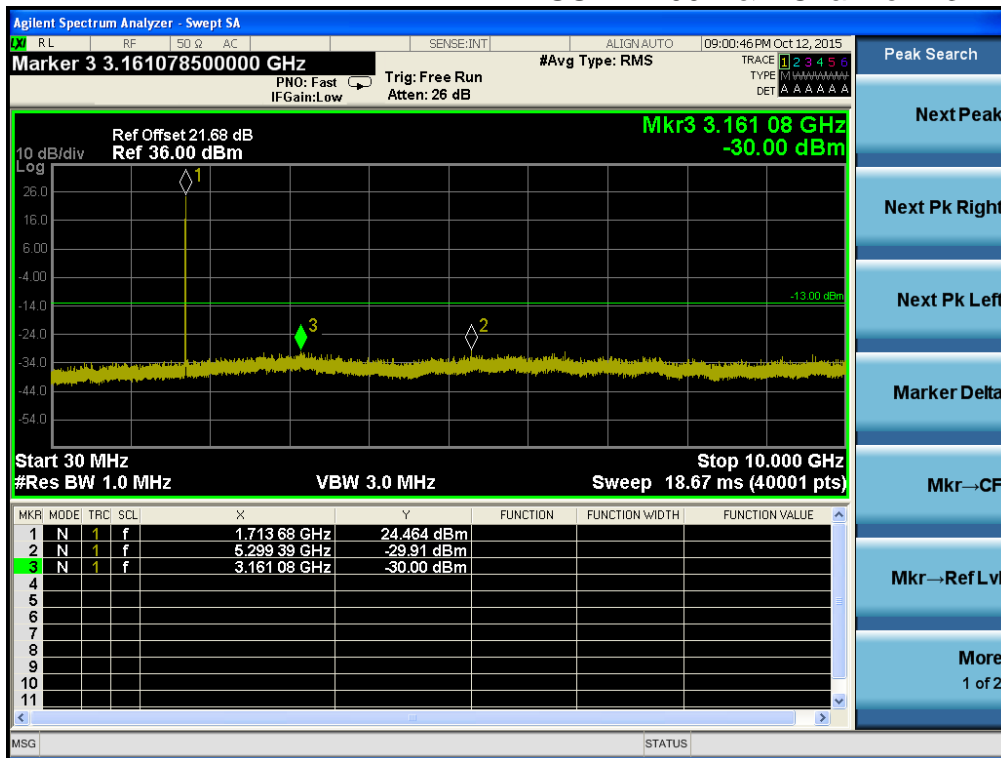 Agilent Spectrum Analyzer - Swept SA
LXI RL RF 50 Ω AC SENSE:INT ALIGN AUTO 09:00:46 PM Oct 12, 2015
Marker 3 3.161078500000 GHz
#Avg Type: RMS
TRACE 1 2 3 4 5 6
PNO: Fast
Trig: Free Run
TYPE M
IFGain:Low
Atten: 26 dB
DET A A A A A A
Mkr3 3.161 08 GHz
-30.00 dBm
Ref Offset 21.68 dB
10 dB/div Ref 36.00 dBm
Log
1
26.0
16.0
6.00
-4.00
-13.00 dBm
-14.0
3
2
-24.0
-34.0
-44.0
-54.0
Start 30 MHz Stop 10.000 GHz
#Res BW 1.0 MHz VBW 3.0 MHz Sweep 18.67 ms (40001 pts)
MKR MODE TRC SCL X Y FUNCTION FUNCTION WIDTH FUNCTION VALUE
1 N 1 f 1.713 68 GHz 24.464 dBm
2 N 1 f 5.299 39 GHz -29.91 dBm
3 N 1 f 3.161 08 GHz -30.00 dBm
4
5
6
7
8
9
10
11
MSG STATUS
Peak Search
Next Peak
Next Pk Right
Next Pk Left
Marker Delta
Mkr→CF
Mkr→Ref Lvl
More
1 of 2